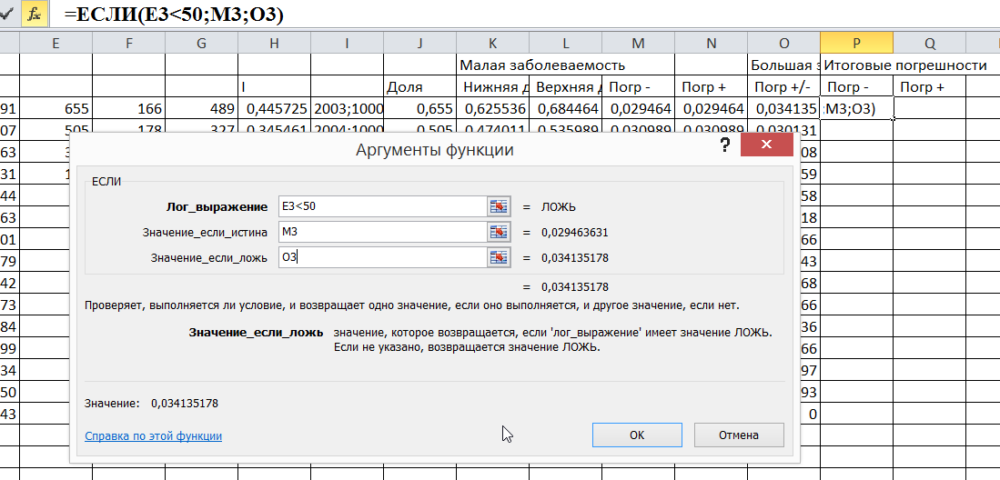 =ЕСЛИ(E3<50;M3;O3)
E F G H I J K L M N O P Q
Малая заболеваемость Большая з Итоговые погрешности
I Доля Нижняя д Верхняя д Погр - Погр + Погр +/- Погр - Погр +
91 655 166 489 0,445725 2003;1000 0,655 0,625536 0,684464 0,029464 0,029464 0,034135 ;M3;O3)
07 505 178 327 0,345461 2004;1000 0,505 0,474011 0,535989 0,030989 0,030989 0,030131
63 08
31 59
44 58
63 18
01 66
79 43
42 68
73 66
84 36
99 66
34 97
50 93
43 0
Аргументы функции
ЕСЛИ
Лог_выражение E3<50 = ЛОЖЬ
Значение_если_истина M3 = 0,029463631
Значение_если_ложь O3 = 0,034135178
= 0,034135178
Проверяет, выполняется ли условие, и возвращает одно значение, если оно выполняется, и другое значение, если нет.
Значение_если_ложь значение, которое возвращается, если 'лог_выражение' имеет значение ЛОЖЬ.
Если не указано, возвращается значение ЛОЖЬ.
Значение: 0,034135178
Справка по этой функции
ОК Отмена